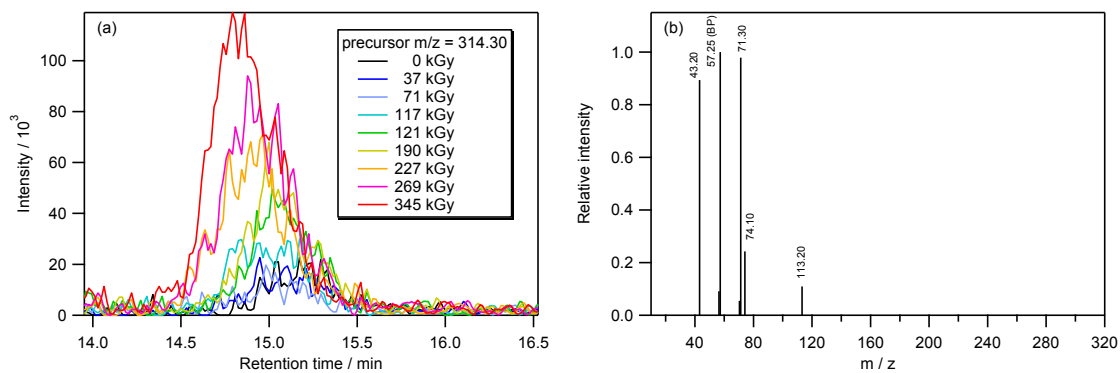 (a)
precursor m/z = 314.30
0 kGy
37 kGy
71 kGy
117 kGy
121 kGy
190 kGy
227 kGy
269 kGy
345 kGy
Intensity / 10³
100
80
60
40
20
0
14.0 14.5 15.0 15.5 16.0 16.5
Retention time / min
(b)
Relative intensity
1.0
0.8
0.6
0.4
0.2
0.0
43.20
57.25 (BP)
71.30
74.10
113.20
40 80 120 160 200 240 280 320
m / z